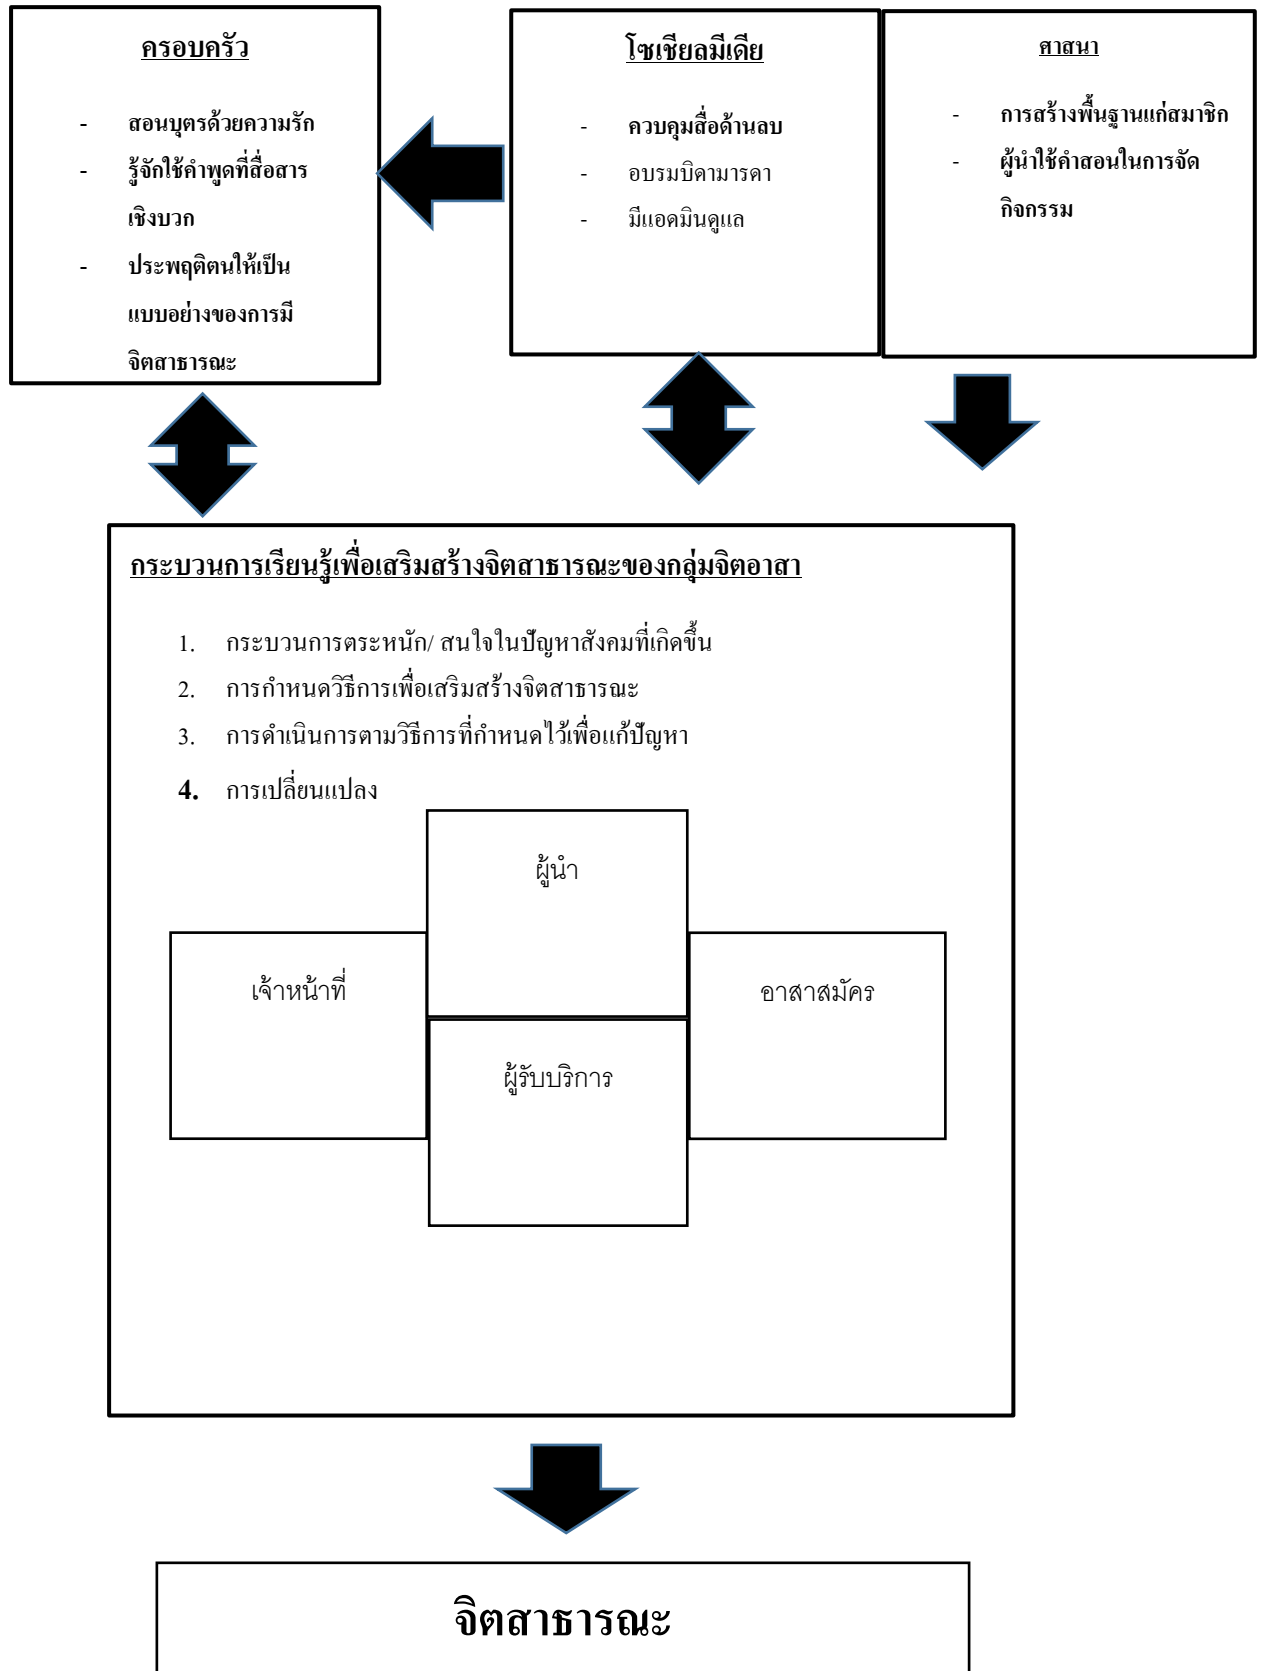 ครอบครัว
- สอนบุตรด้วยความรัก
- รู้จักใช้คำพูดที่สื่อสาร
เชิงบวก
- ประพฤติตนให้เป็น
แบบอย่างของการมี
จิตสาธารณะ
โซเชียลมีเดีย
- ควบคุมสื่อด้านลบ
- อบรมบิดามารดา
- มีแอดมินดูแล
ศาสนา
- การสร้างพื้นฐานแก่สมาชิก
- ผู้นำใช้คำสอนในการจัด
กิจกรรม
กระบวนการเรียนรู้เพื่อเสริมสร้างจิตสาธารณะของกลุ่มจิตอาสา
1. กระบวนการตระหนัก/ สนใจในปัญหาสังคมที่เกิดขึ้น
2. การกำหนดวิธีการเพื่อเสริมสร้างจิตสาธารณะ
3. การดำเนินการตามวิธีการที่กำหนดไว้เพื่อแก้ปัญหา
4. การเปลี่ยนแปลง
ผู้นำ
เจ้าหน้าที่
อาสาสมัคร
ผู้รับบริการ
จิตสาธารณะ